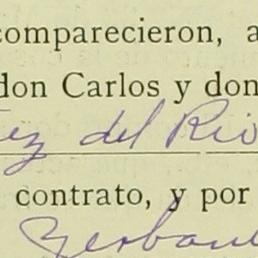 comparecieron, a
don Carlos y don
ez del Rio
contrato, y por